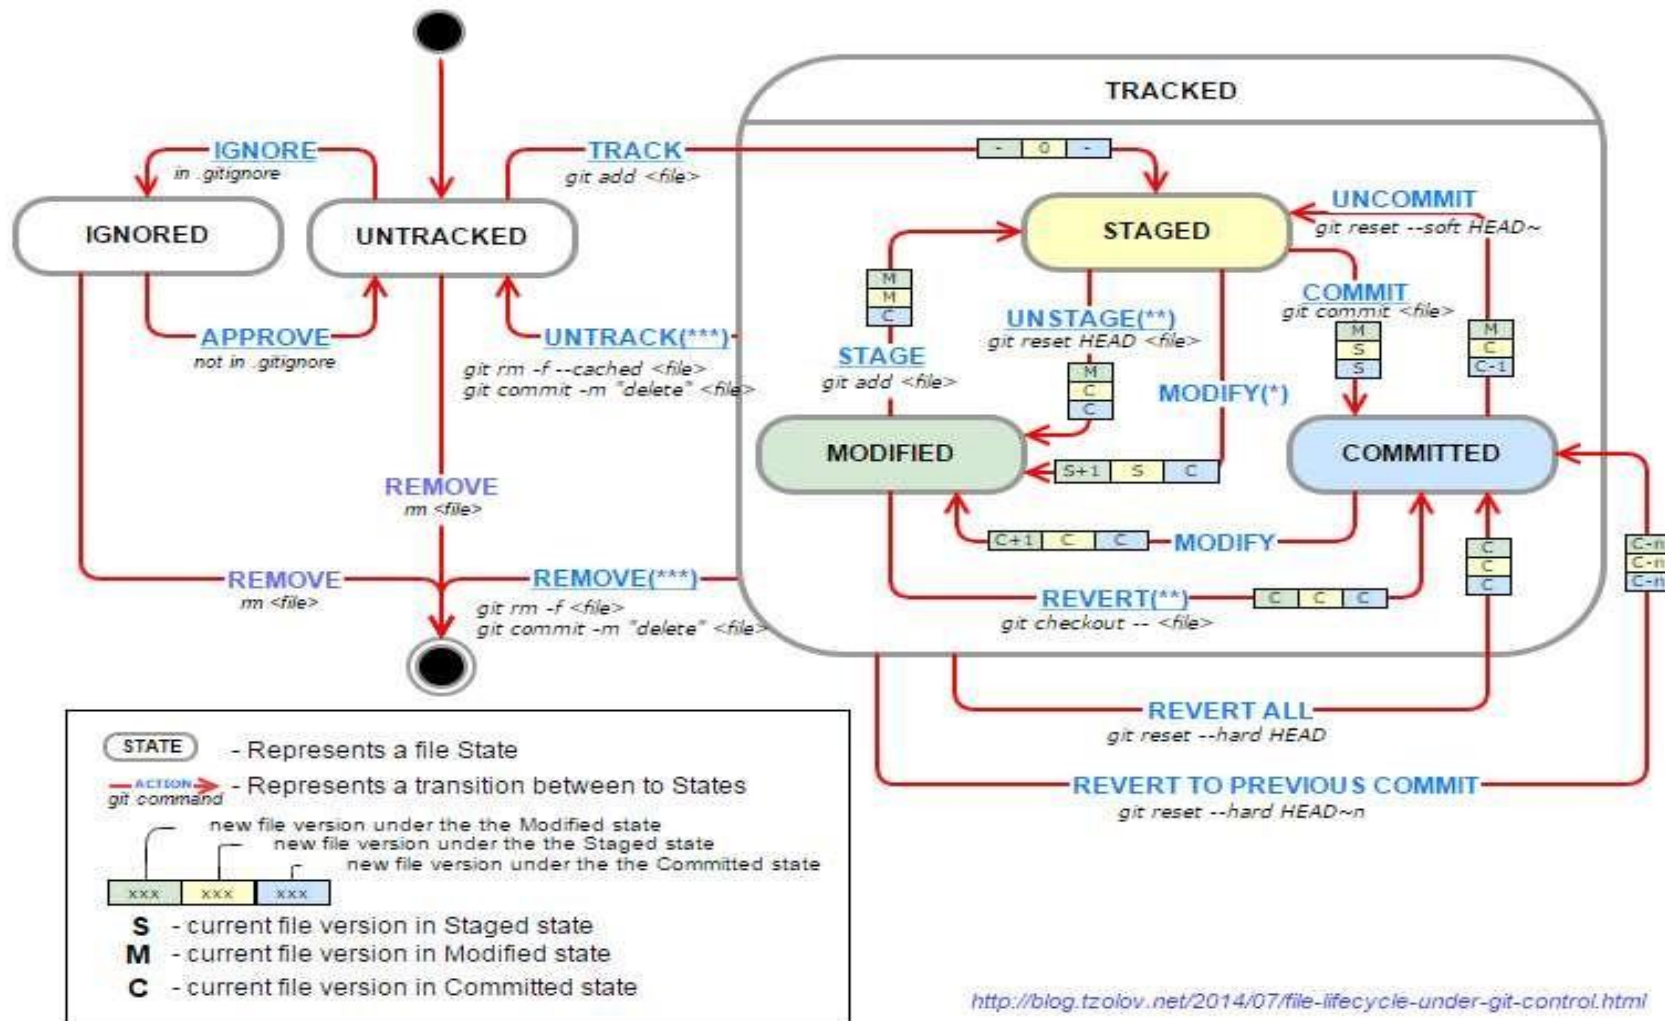 TRACKED
IGNORE
in .gitignore
TRACK
git add <file>
- 0 -
IGNORED
UNTRACKED
STAGED
UNCOMMIT
git reset --soft HEAD~
M
M
C
UNSTAGE(**)
git reset HEAD <file>
COMMIT
git commit <file>
APPROVE
not in .gitignore
UNTRACK(***)
git rm -f --cached <file>
git commit -m "delete" <file>
STAGE
git add <file>
M
C
C
MODIFY(*)
M
S
S
M
C
C-1
MODIFIED
COMMITTED
S+1 S C
REMOVE
rm <file>
C+1 C C
MODIFY
C
C
C
C-n
C-n
C-n
REMOVE
rm <file>
REMOVE(***)
git rm -f <file>
git commit -m "delete" <file>
REVERT(**)
git checkout -- <file>
C C C
REVERT ALL
git reset --hard HEAD
REVERT TO PREVIOUS COMMIT
git reset --hard HEAD~n
STATE - Represents a file State
ACTION - Represents a transition between to States
git command
new file version under the the Modified state
new file version under the the Staged state
new file version under the the Committed state
xxx xxx xxx
S - current file version in Staged state
M - current file version in Modified state
C - current file version in Committed state
http://blog.tzolov.net/2014/07/file-lifecycle-under-git-control.html